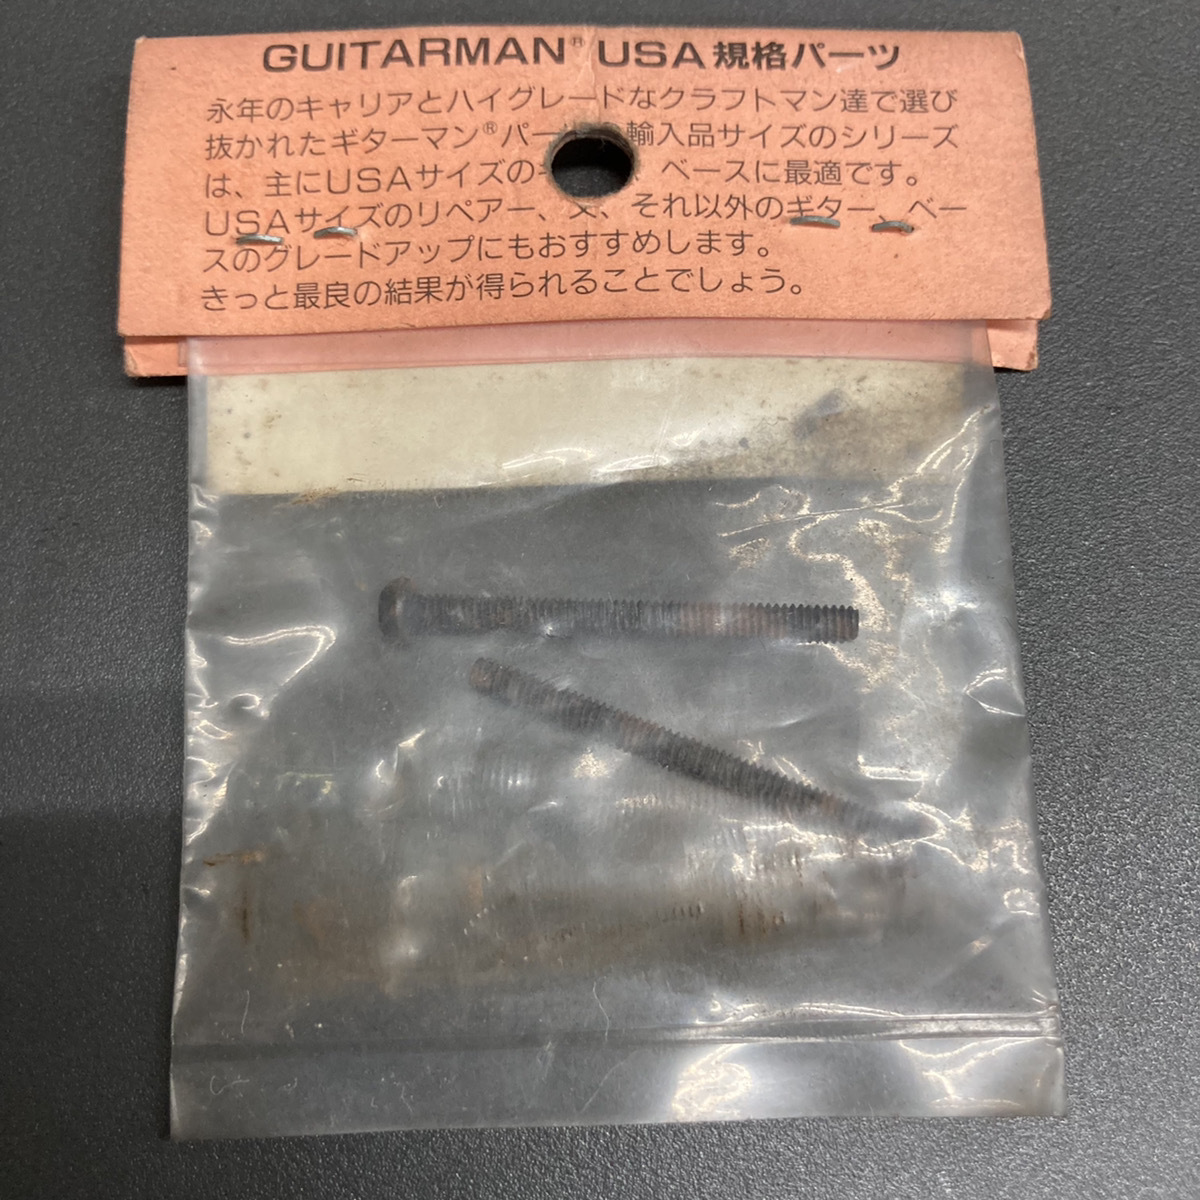 GUITARMAN® USA規格パーツ
永年のキャリアとハイグレードなクラフトマン達で選び
抜かれたギターマン®パー 輸入品サイズのシリーズ
は、主にUSAサイズの ベースに最適です。
USAサイズのリペアー、又、それ以外のギター、ベー
スのグレードアップにもおすすめします。
きっと最良の結果が得られることでしょう。